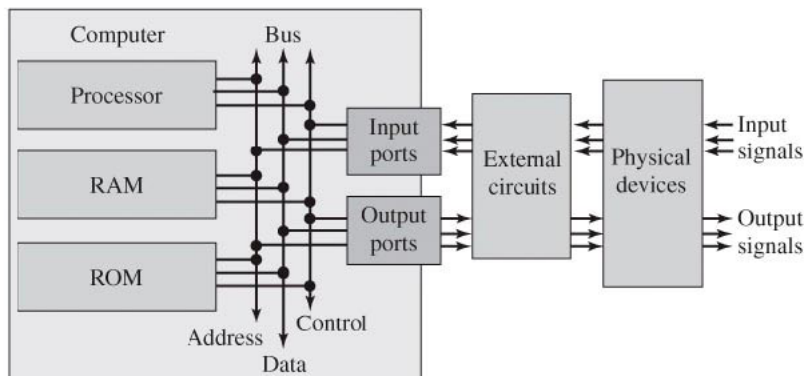 Computer
Bus
Processor
RAM
ROM
Address
Data
Control
Input
ports
Output
ports
External
circuits
Physical
devices
Input
signals
Output
signals